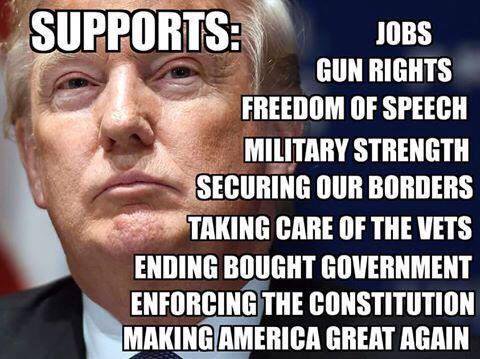 SUPPORTS:
JOBS
GUN RIGHTS
FREEDOM OF SPEECH
MILITARY STRENGTH
SECURING OUR BORDERS
TAKING CARE OF THE VETS
ENDING BOUGHT GOVERNMENT
ENFORCING THE CONSTITUTION
MAKING AMERICA GREAT AGAIN